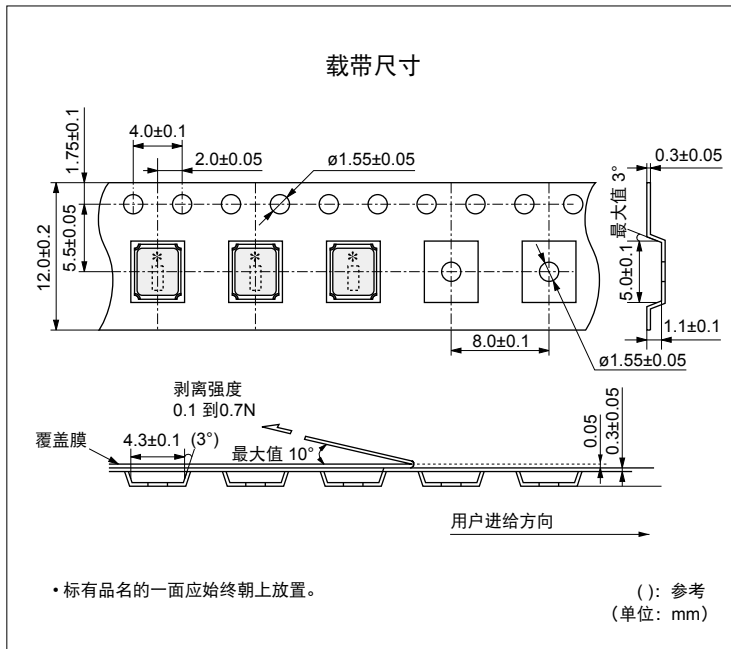 载带尺寸
1.75±0.1
4.0±0.1
2.0±0.05
ø1.55±0.05
0.3±0.05
最大值 3°
12.0±0.2
5.5±0.05
*
*
*
5.0±0.1
1.1±0.1
8.0±0.1
ø1.55±0.05
剥离强度
0.1 到0.7N
覆盖膜
4.3±0.1
(3°)
最大值 10°
0.05
0.3±0.05
用户进给方向
• 标有品名的一面应始终朝上放置。
( ): 参考
(单位: mm)